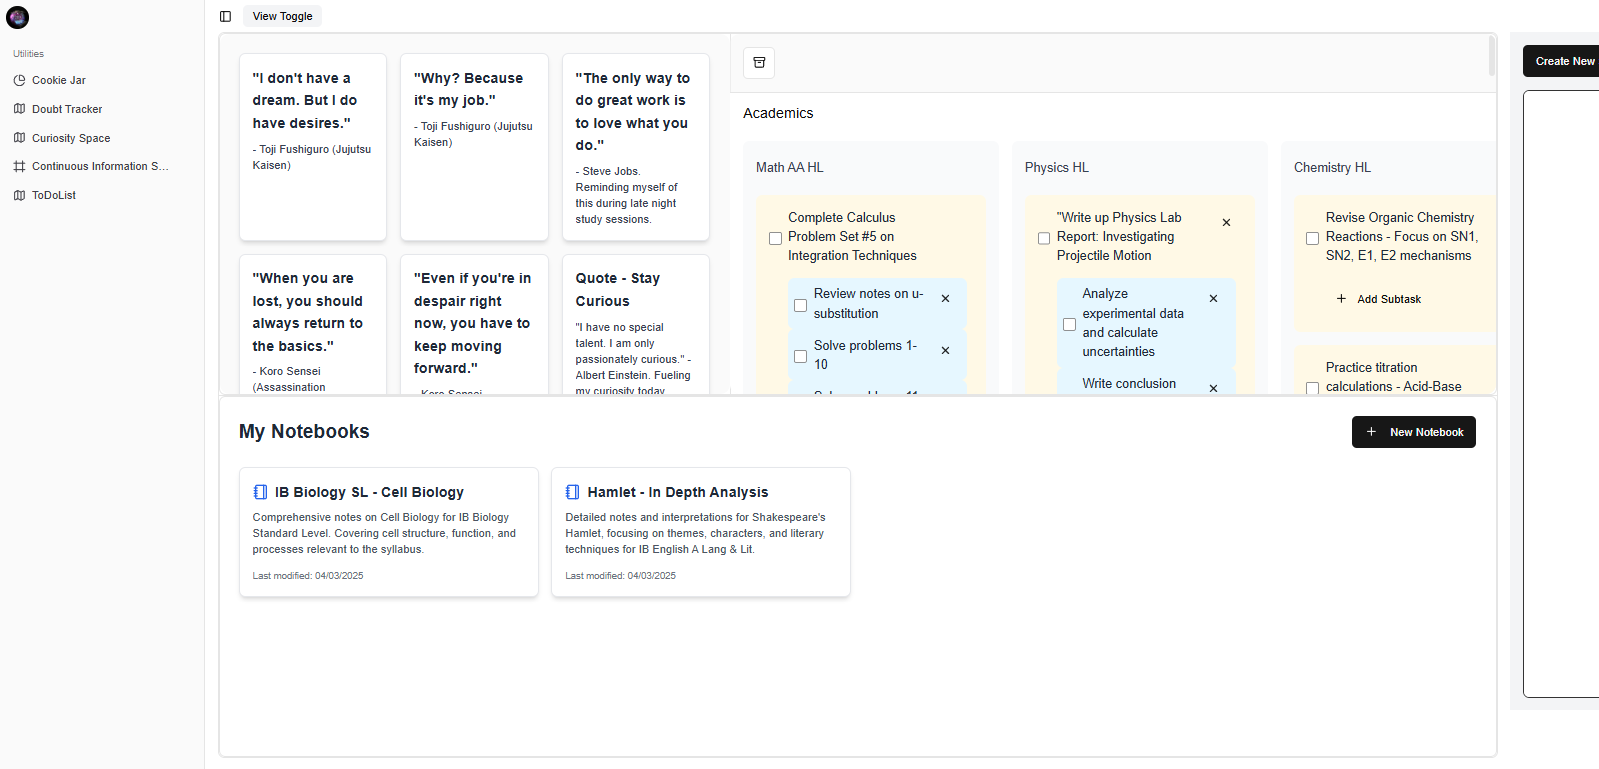 View Toggle
Utilities
Cookie Jar
Doubt Tracker
Curiosity Space
Continuous Information S...
ToDoList
"I don't have a
dream. But I do
have desires."
- Toji Fushiguro (Jujutsu
Kaisen)
"Why? Because
it's my job."
- Toji Fushiguro (Jujutsu
Kaisen)
"The only way to
do great work is
to love what you
do."
- Steve Jobs.
Reminding myself of
this during late night
study sessions.
"When you are
lost, you should
always return to
the basics."
- Koro Sensei
(Assassination
"Even if you're in
despair right
now, you have to
keep moving
forward."
- Koro Sensei
Quote - Stay
Curious
"I have no special
talent. I am only
passionately curious." -
Albert Einstein. Fueling
my curiosity today
Academics
Math AA HL
Complete Calculus
Problem Set #5 on
Integration Techniques
Review notes on u-
substitution
Solve problems 1-
10
Physics HL
"Write up Physics Lab
Report: Investigating
Projectile Motion
Analyze
experimental data
and calculate
uncertainties
Write conclusion
Chemistry HL
Revise Organic Chemistry
Reactions - Focus on SN1,
SN2, E1, E2 mechanisms
Add Subtask
Practice titration
calculations - Acid-Base
Create New
My Notebooks
New Notebook
IB Biology SL - Cell Biology
Comprehensive notes on Cell Biology for IB Biology
Standard Level. Covering cell structure, function, and
processes relevant to the syllabus.
Last modified: 04/03/2025
Hamlet - In Depth Analysis
Detailed notes and interpretations for Shakespeare's
Hamlet, focusing on themes, characters, and literary
techniques for IB English A Lang & Lit.
Last modified: 04/03/2025